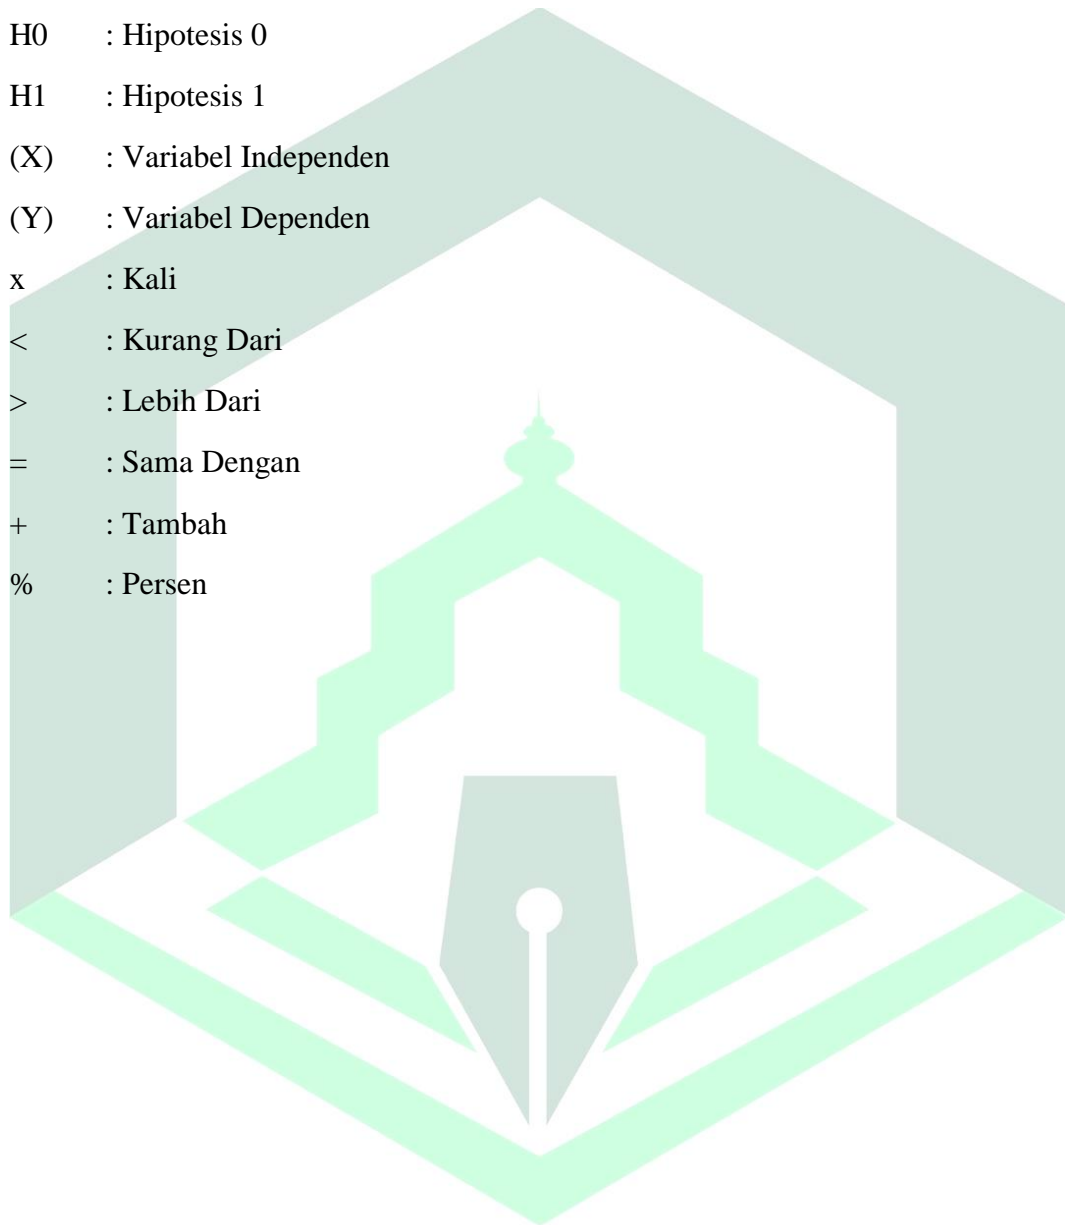 H0 : Hipotesis 0
H1 : Hipotesis 1
(X) : Variabel Independen
(Y) : Variabel Dependen
x : Kali
< : Kurang Dari
> : Lebih Dari
= : Sama Dengan
+ : Tambah
% : Persen